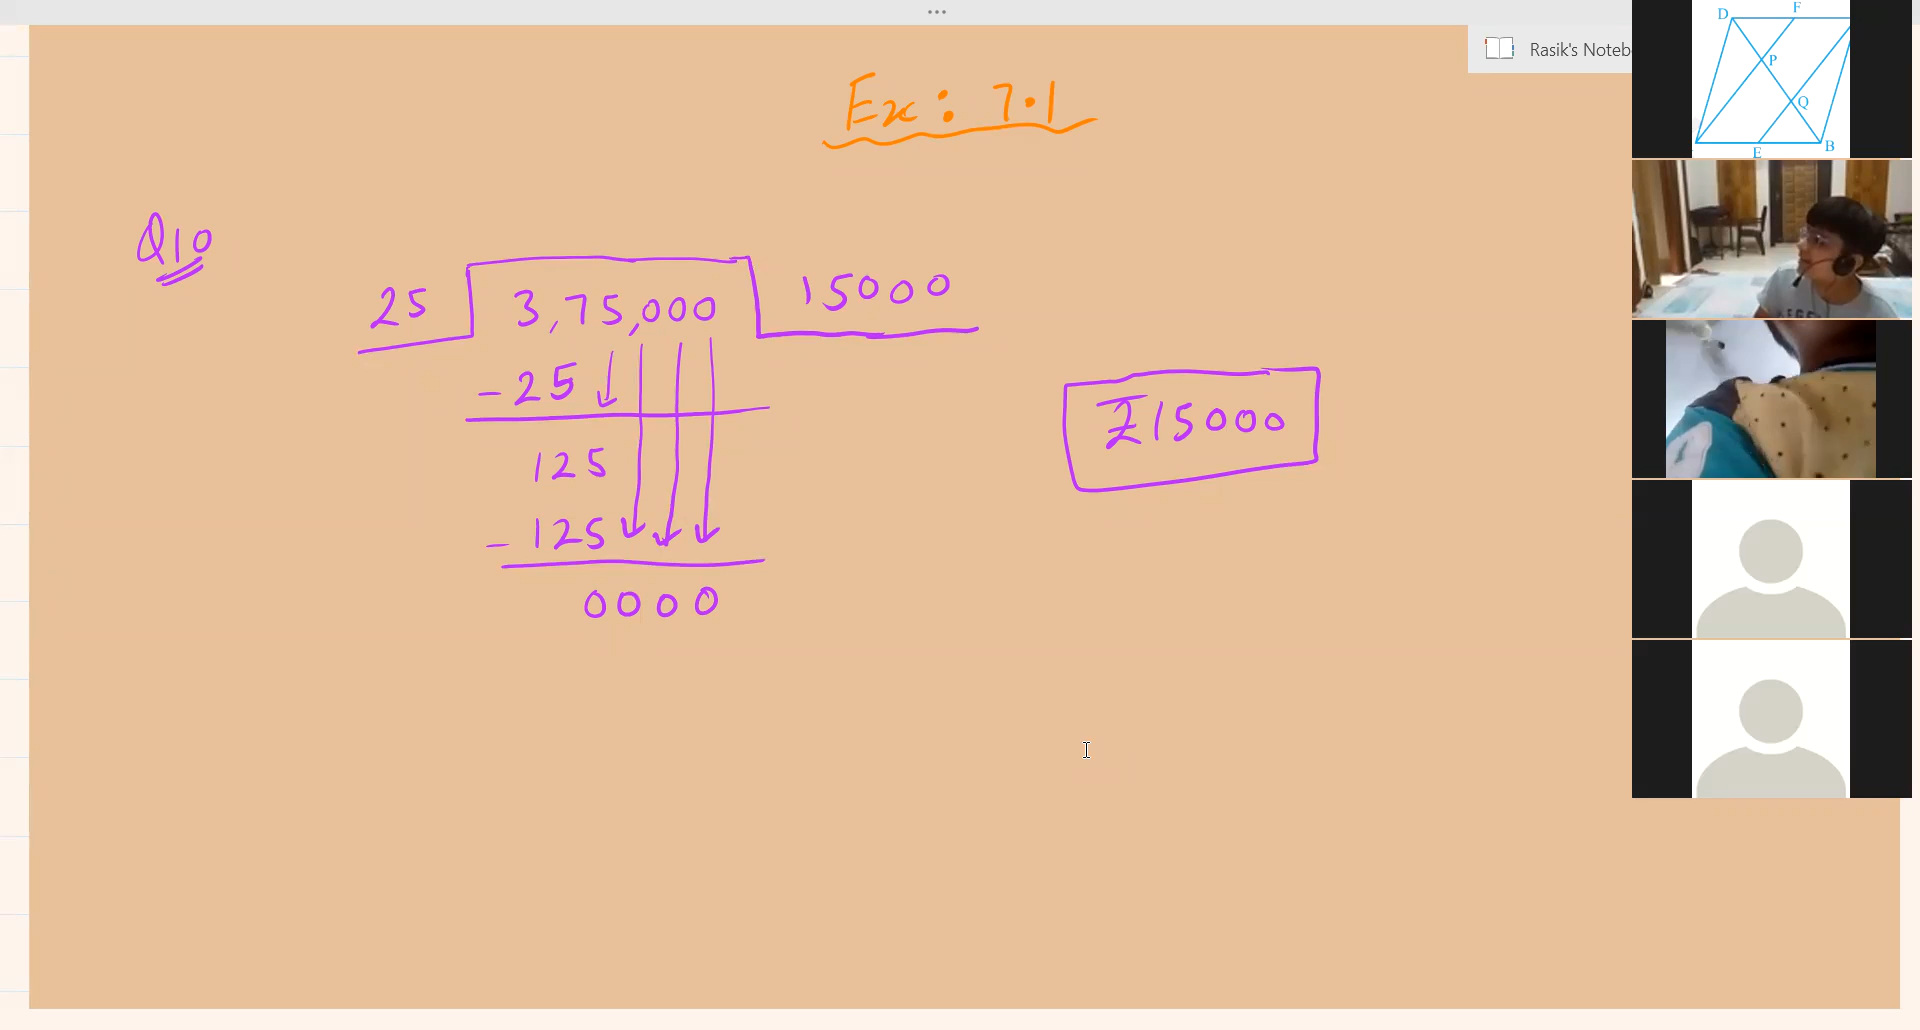 Ex: 7.1
Rasik's Noteb
Q10
25 3,75,000 15000
- 25
125
- 125
0000
₹15000
D F
P
Q
E B